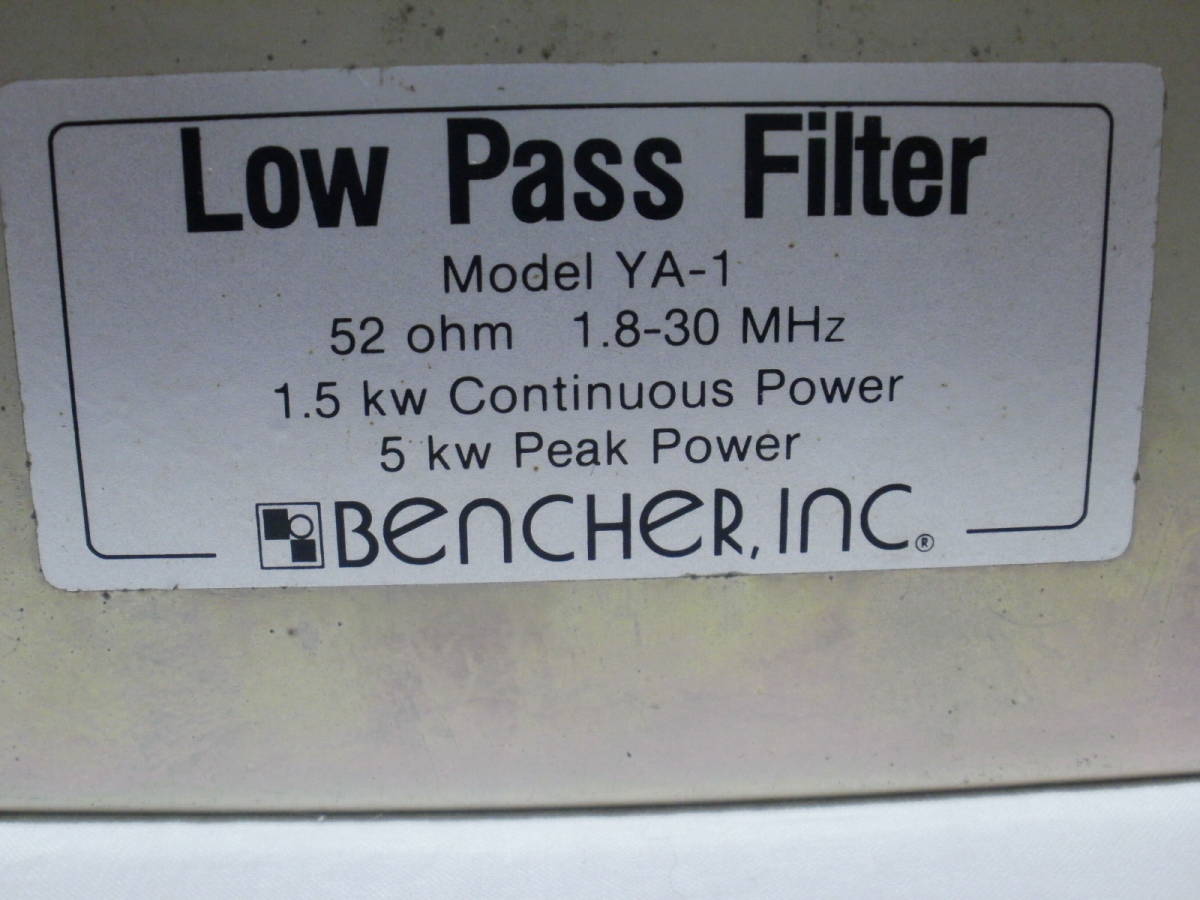 Low Pass Filter
Model YA-1
52 ohm 1.8-30 MHz
1.5 kw Continuous Power
5 kw Peak Power
BENCHER, INC.®